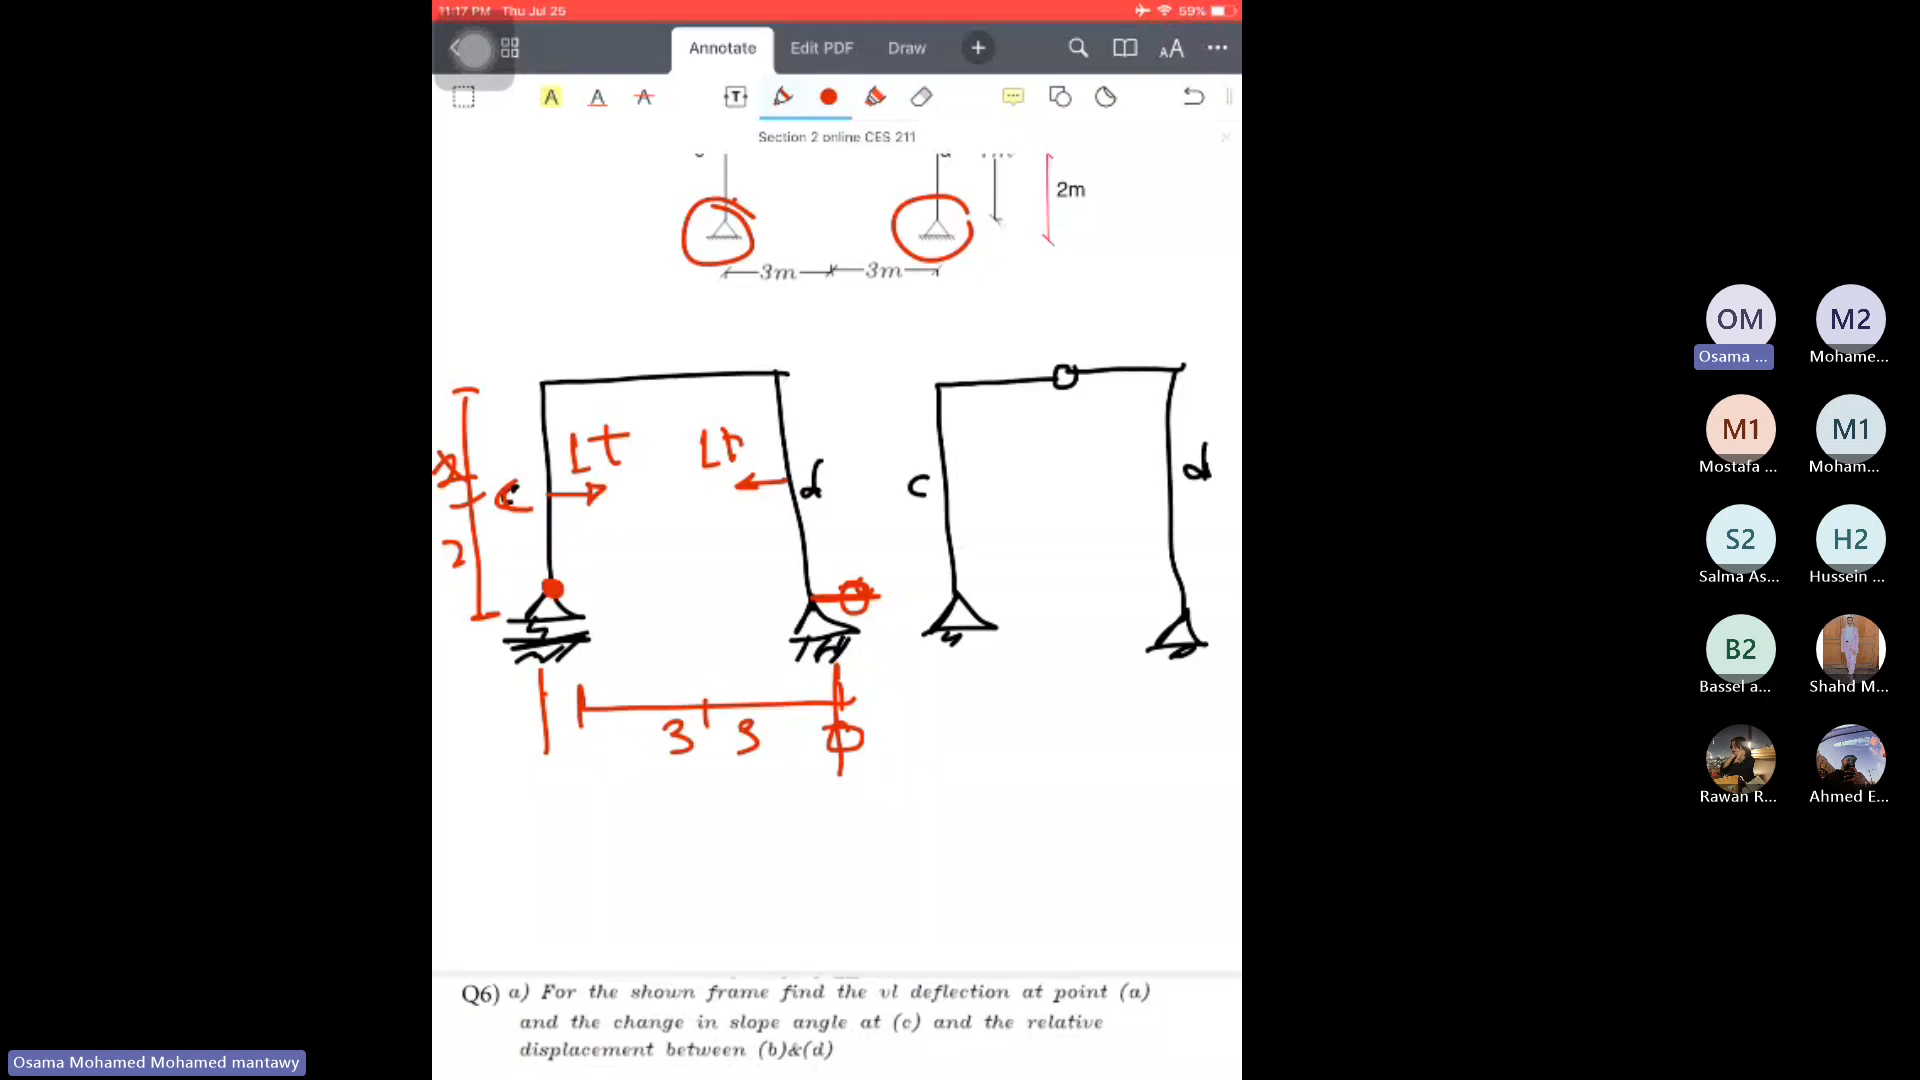 11:17 PM Thu Jul 25
59%
Annotate Edit PDF Draw
AA
A A A T
Section 2 online CES 211
2m
3m 3m
1t 1t
c d c d
2
3 3
Q6) a) For the shown frame find the vl deflection at point (a)
and the change in slope angle at (c) and the relative
displacement between (b)&(d)
OM M2
Osama ... Mohame...
M1 M1
Mostafa ... Moham...
S2 H2
Salma As... Hussein ...
B2
Bassel a... Shahd M...
Rawan R... Ahmed E...
Osama Mohamed Mohamed mantawy